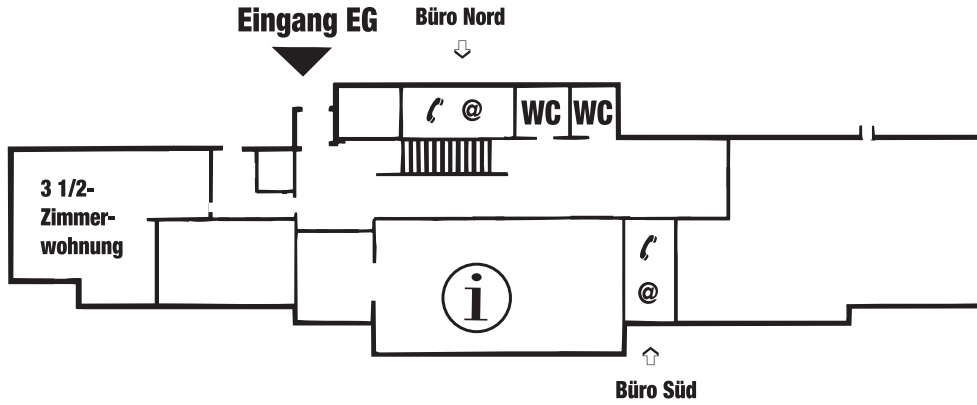 Eingang EG
Büro Nord
@
WC
WC
3 1/2-
Zimmer-
wohnung
i
@
Büro Süd